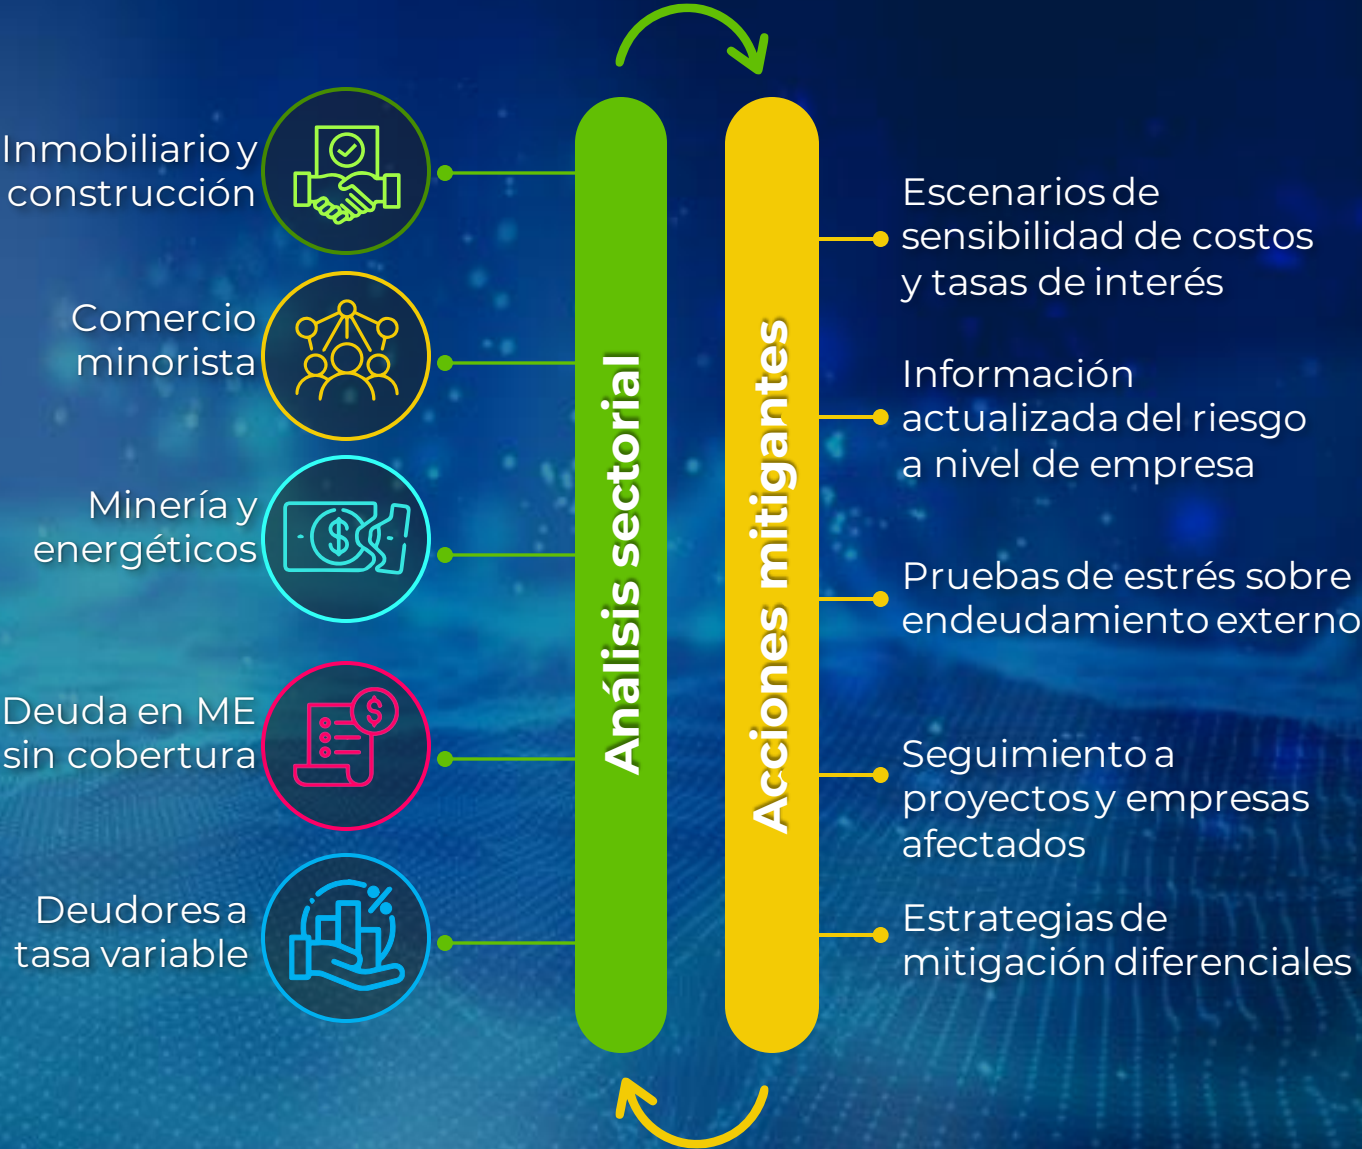 Inmobiliario y
construcción
Comercio
minorista
Minería y
energéticos
Deuda en ME
sin cobertura
Deudores a
tasa variable
Análisis sectorial
Acciones mitigantes
Escenarios de
sensibilidad de costos
y tasas de interés
Información
actualizada del riesgo
a nivel de empresa
Pruebas de estrés sobre
endeudamiento externo
Seguimiento a
proyectos y empresas
afectados
Estrategias de
mitigación diferenciales